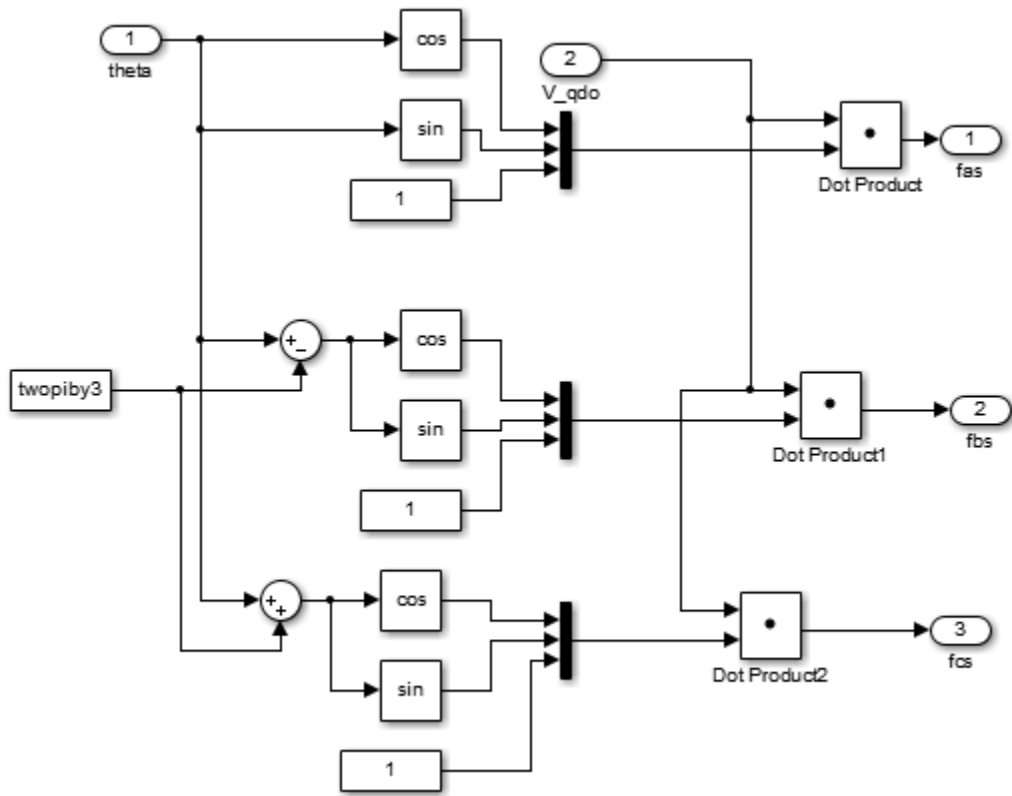 1
theta
cos
2
V_qdo
sin
1
Dot Product
1
fas
twopiby3
+
−
cos
sin
1
Dot Product1
2
fbs
+
+
cos
sin
1
Dot Product2
3
fcs